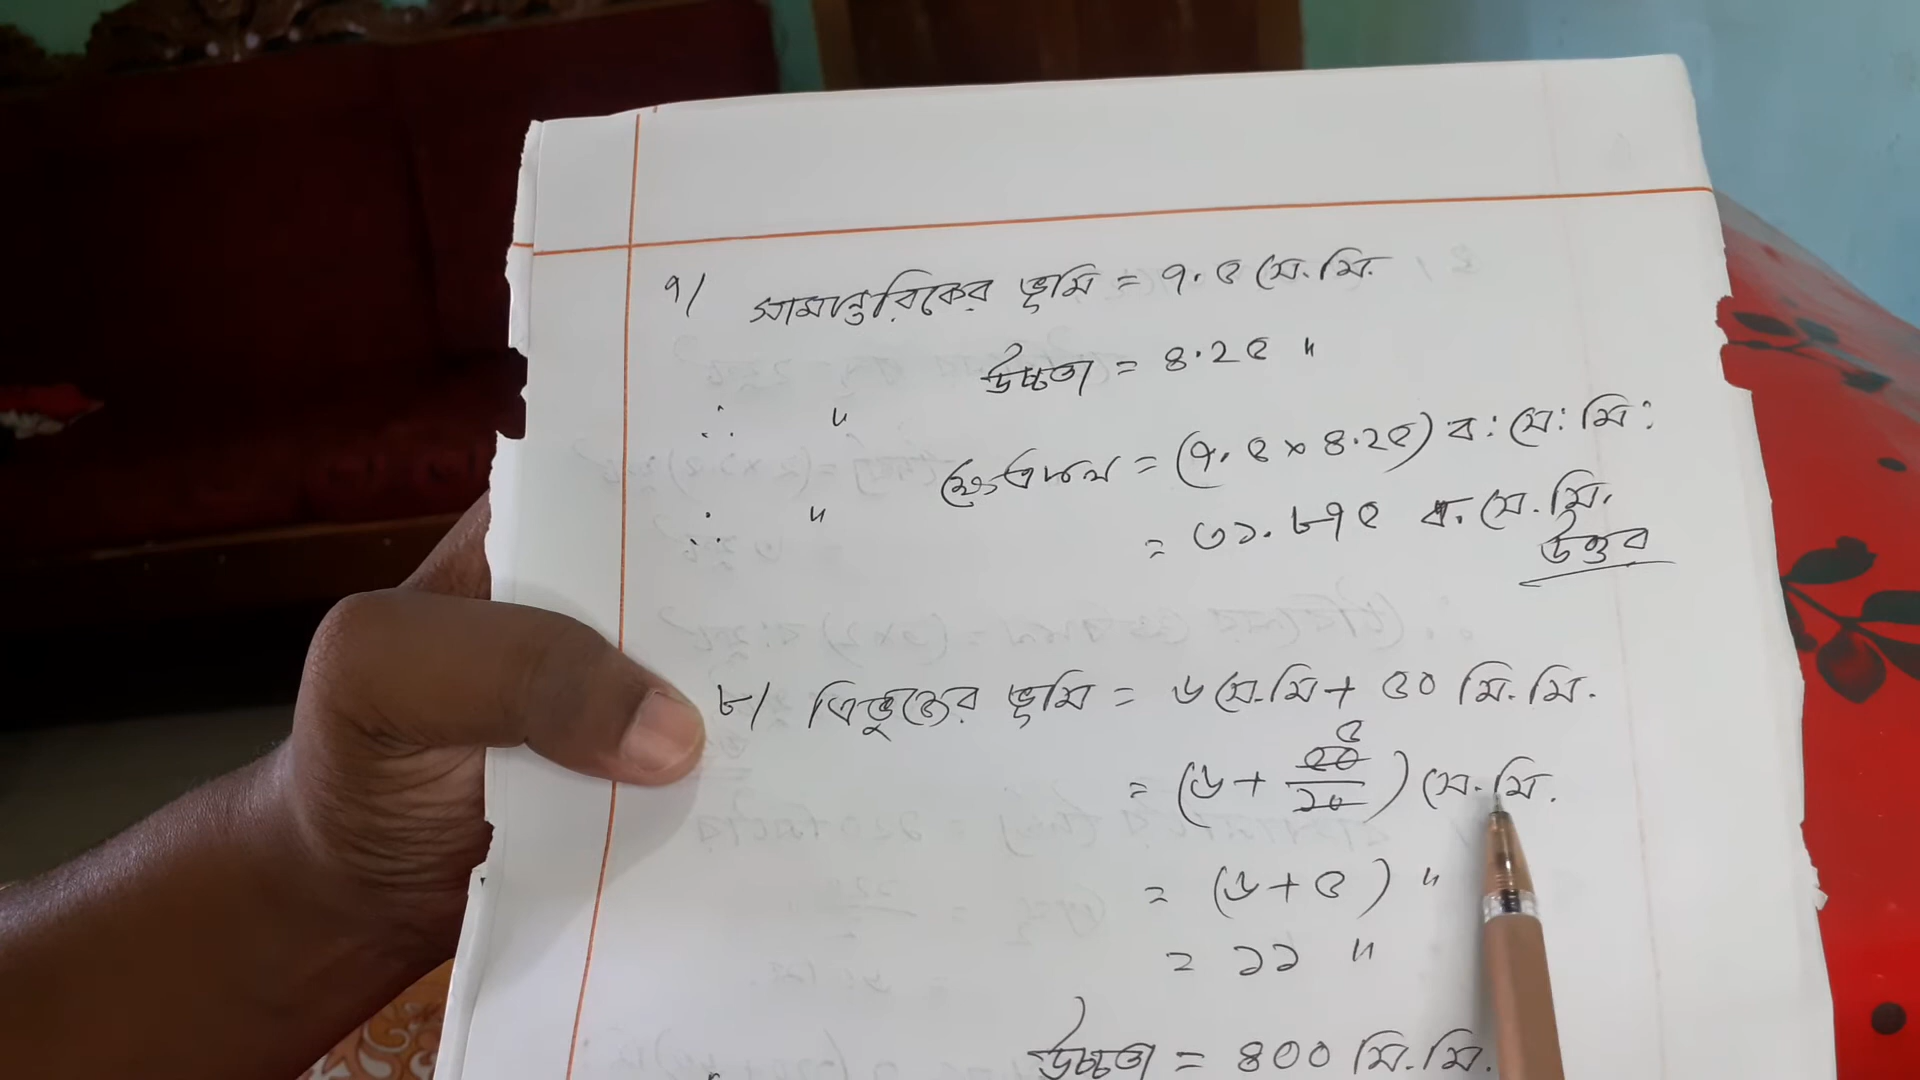 ৭/ সামান্তরিকের ভূমি = ৭.৫ সে.মি.
∴ " উচ্চতা = ৪.২৫ "
∴ " ক্ষেত্রফল = (৭.৫ × ৪.২৫) ব: সে: মি:
= ৩১.৮৭৫ ব. সে.মি.
উত্তর
৮/ ত্রিভুজের ভূমি = ৬ সে.মি + ৫০ মি.মি.
৫
= (৬ + ৫০/১০) সে.মি.
= (৬ + ৫) "
= ১১ "
উচ্চতা = ৪০০ মি.মি.